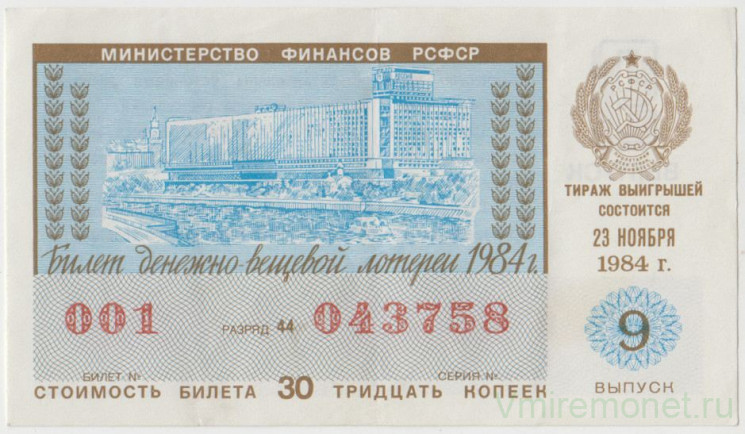 МИНИСТЕРСТВО ФИНАНСОВ РСФСР
РСФСР
ТИРАЖ ВЫИГРЫШЕЙ
СОСТОИТСЯ
23 НОЯБРЯ
1984 г.
Билет денежно-вещевой лотереи 1984 г.
001 РАЗРЯД 44 043758
БИЛЕТ № СЕРИЯ №
СТОИМОСТЬ БИЛЕТА 30 ТРИДЦАТЬ КОПЕЕК
9
ВЫПУСК
vmiremonet.ru